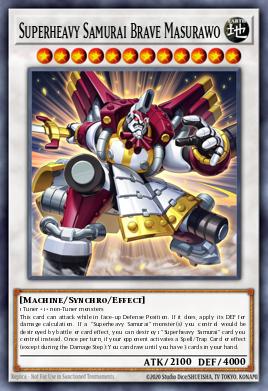 Superheavy Samurai Brave Masurawo
EARTH
地
[Machine/Synchro/Effect]
1 Tuner + 1+ non-Tuner monsters
This card can attack while in face-up Defense Position. If it does, apply its DEF for
damage calculation. If a "Superheavy Samurai" monster(s) you control would be
destroyed by battle or card effect, you can destroy 1 "Superheavy Samurai" card you
control instead. Once per turn, if your opponent activates a Spell/Trap Card or effect
(except during the Damage Step): You can draw until you have 3 cards in your hand.
ATK/2100 DEF/4000
Replica - Not For Use in Sanctioned Tournaments
©2020 Studio Dice/SHUEISHA, TV TOKYO, KONAMI